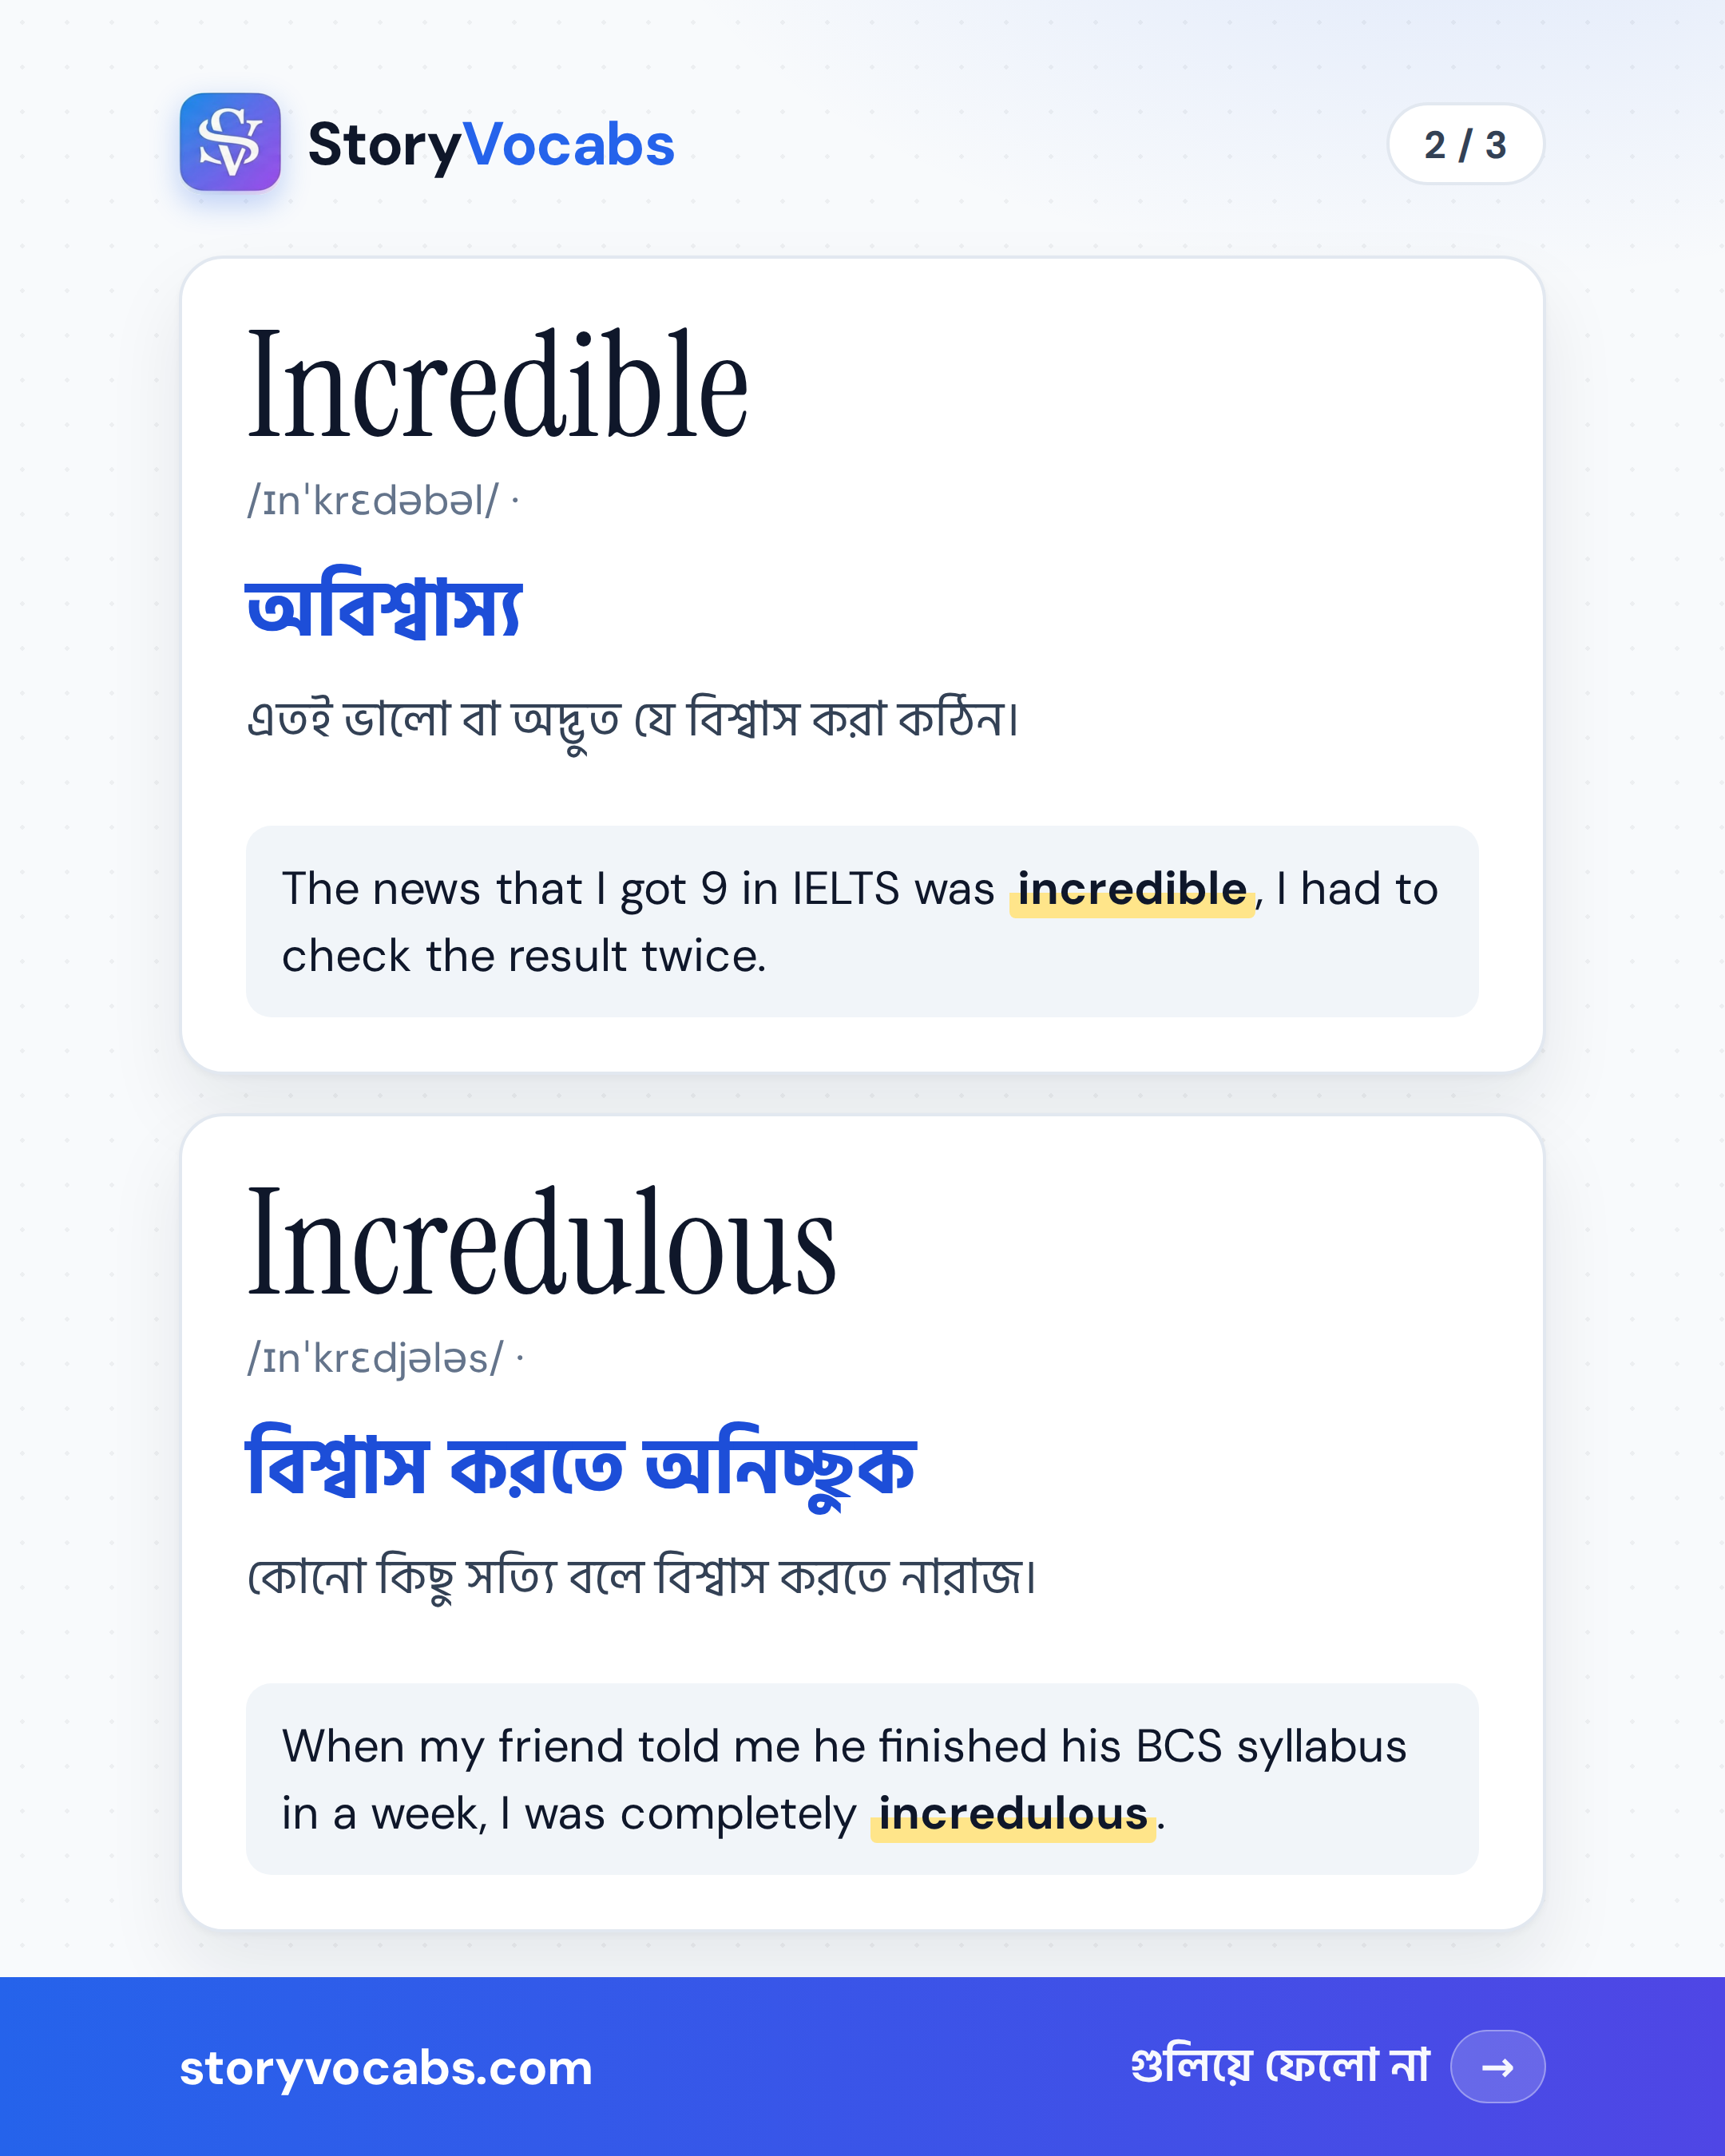 StoryVocabs
2 / 3
Incredible
/ɪnˈkrɛdəbəl/ ·
অবিশ্বাস্য
এতই ভালো বা অদ্ভুত যে বিশ্বাস করা কঠিন।
The news that I got 9 in IELTS was incredible, I had to
check the result twice.
Incredulous
/ɪnˈkrɛdjələs/ ·
বিশ্বাস করতে অনিচ্ছুক
কোনো কিছু সত্যি বলে বিশ্বাস করতে নারাজ।
When my friend told me he finished his BCS syllabus
in a week, I was completely incredulous.
storyvocabs.com
গুলিয়ে ফেলো না →